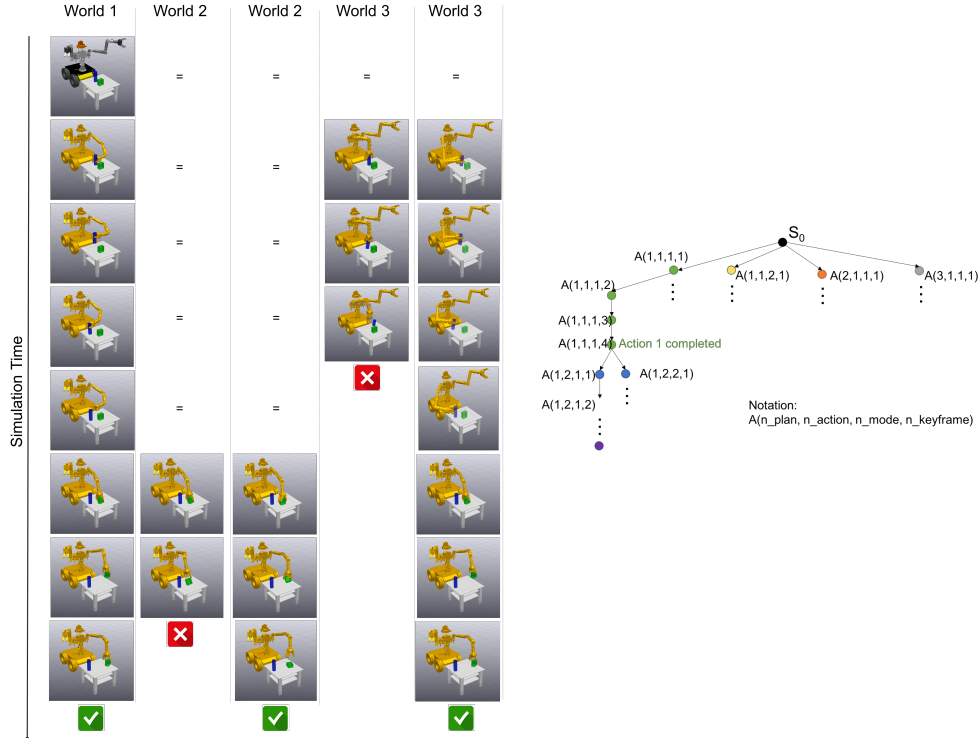 World 1
World 2
World 2
World 3
World 3
= = = =
= =
= =
= =
= =
Simulation Time
S0
A(1,1,1,1)
A(1,1,2,1)
A(2,1,1,1)
A(3,1,1,1)
A(1,1,1,2)
A(1,1,1,3)
A(1,1,1,4) Action 1 completed
A(1,2,1,1)
A(1,2,2,1)
A(1,2,1,2)
Notation:
A(n_plan, n_action, n_mode, n_keyframe)